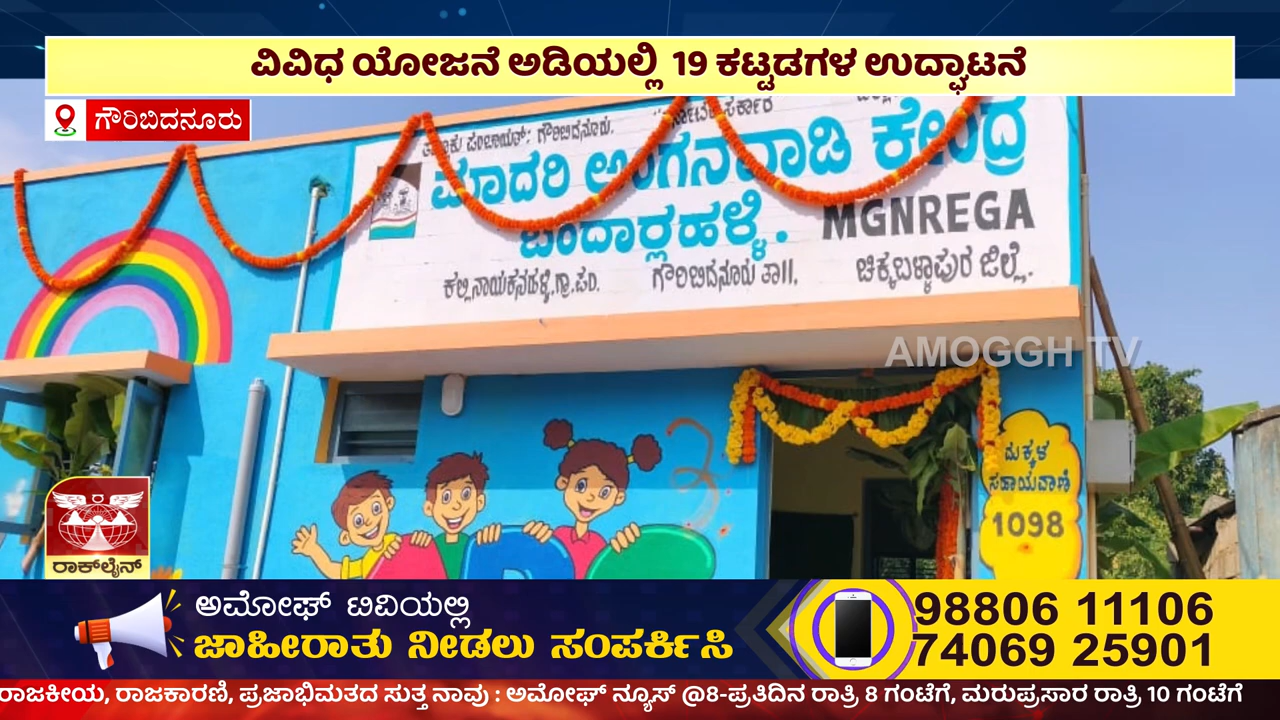 ವಿವಿಧ ಯೋಜನೆ ಅಡಿಯಲ್ಲಿ 19 ಕಟ್ಟಡಗಳ ಉದ್ಘಾಟನೆ
ಗೌರಿಬಿದನೂರು
ಪಂಚಾಯತ್: ಗೌರಿಬಿದನೂರು.
ಮಾದರಿ ಅಂಗನವಾಡಿ ಕೇಂದ್ರ
ಬಂದಾರ್ಲಹಳ್ಳಿ. MGNREGA
ಕಲ್ಲಿನಾಯಕನಹಳ್ಳಿ.ಗ್ರಾ.ಪಂ. ಗೌರಿಬಿದನೂರು ತಾ॥. ಚಿಕ್ಕಬಳ್ಳಾಪುರ ಜಿಲ್ಲೆ.
AMOGGH TV
ಮಕ್ಕಳ
ಸಹಾಯವಾಣಿ
1098
ರಾಕ್‌ಲೈನ್
ಅಮೋಘ್ ಟಿವಿಯಲ್ಲಿ
ಜಾಹೀರಾತು ನೀಡಲು ಸಂಪರ್ಕಿಸಿ
98806 11106
74069 25901
ರಾಜಕೀಯ, ರಾಜಕಾರಣಿ, ಪ್ರಜಾಭಿಮತದ ಸುತ್ತ ನಾವು : ಅಮೋಘ್ ನ್ಯೂಸ್ @8-ಪ್ರತಿದಿನ ರಾತ್ರಿ 8 ಗಂಟೆಗೆ, ಮರುಪ್ರಸಾರ ರಾತ್ರಿ 10 ಗಂಟೆಗೆ